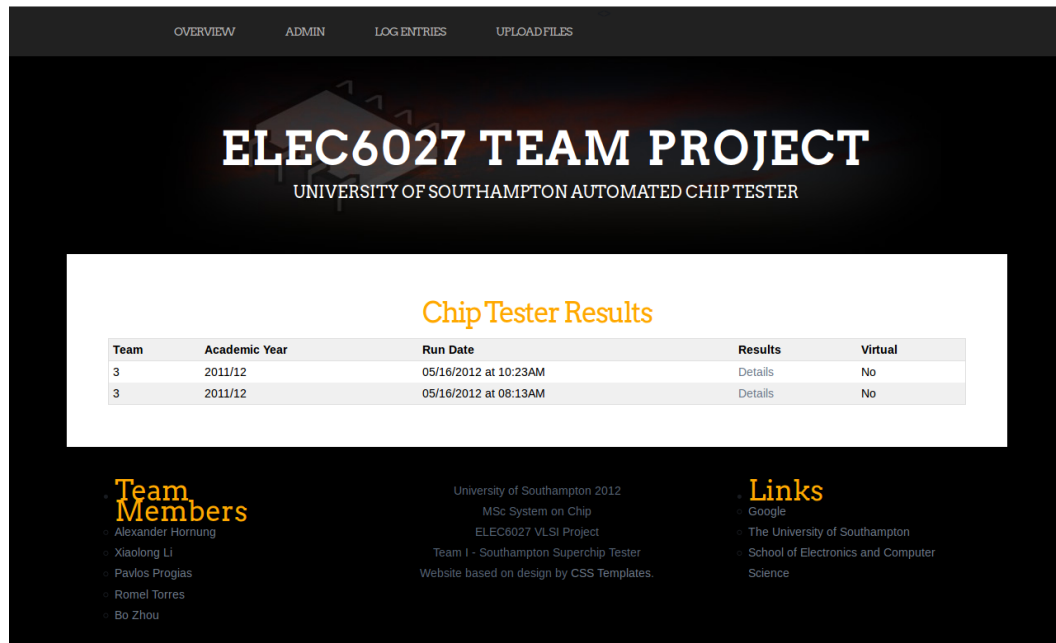 OVERVIEW ADMIN LOG ENTRIES UPLOAD FILES
ELEC6027 TEAM PROJECT
UNIVERSITY OF SOUTHAMPTON AUTOMATED CHIP TESTER
Chip Tester Results
Team Academic Year Run Date Results Virtual
3 2011/12 05/16/2012 at 10:23AM Details No
3 2011/12 05/16/2012 at 08:13AM Details No
Team
Members
Alexander Hornung
Xiaolong Li
Pavlos Progias
Romel Torres
Bo Zhou
University of Southampton 2012
MSc System on Chip
ELEC6027 VLSI Project
Team I - Southampton Superchip Tester
Website based on design by CSS Templates.
Links
Google
The University of Southampton
School of Electronics and Computer
Science